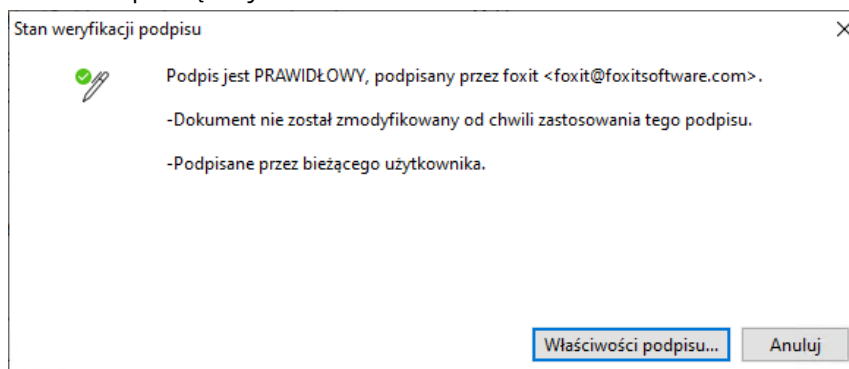 Stan weryfikacji podpisu
Podpis jest PRAWIDŁOWY, podpisany przez foxit <foxit@foxitsoftware.com>.
-Dokument nie został zmodyfikowany od chwili zastosowania tego podpisu.
-Podpisane przez bieżącego użytkownika.
Właściwości podpisu... Anuluj